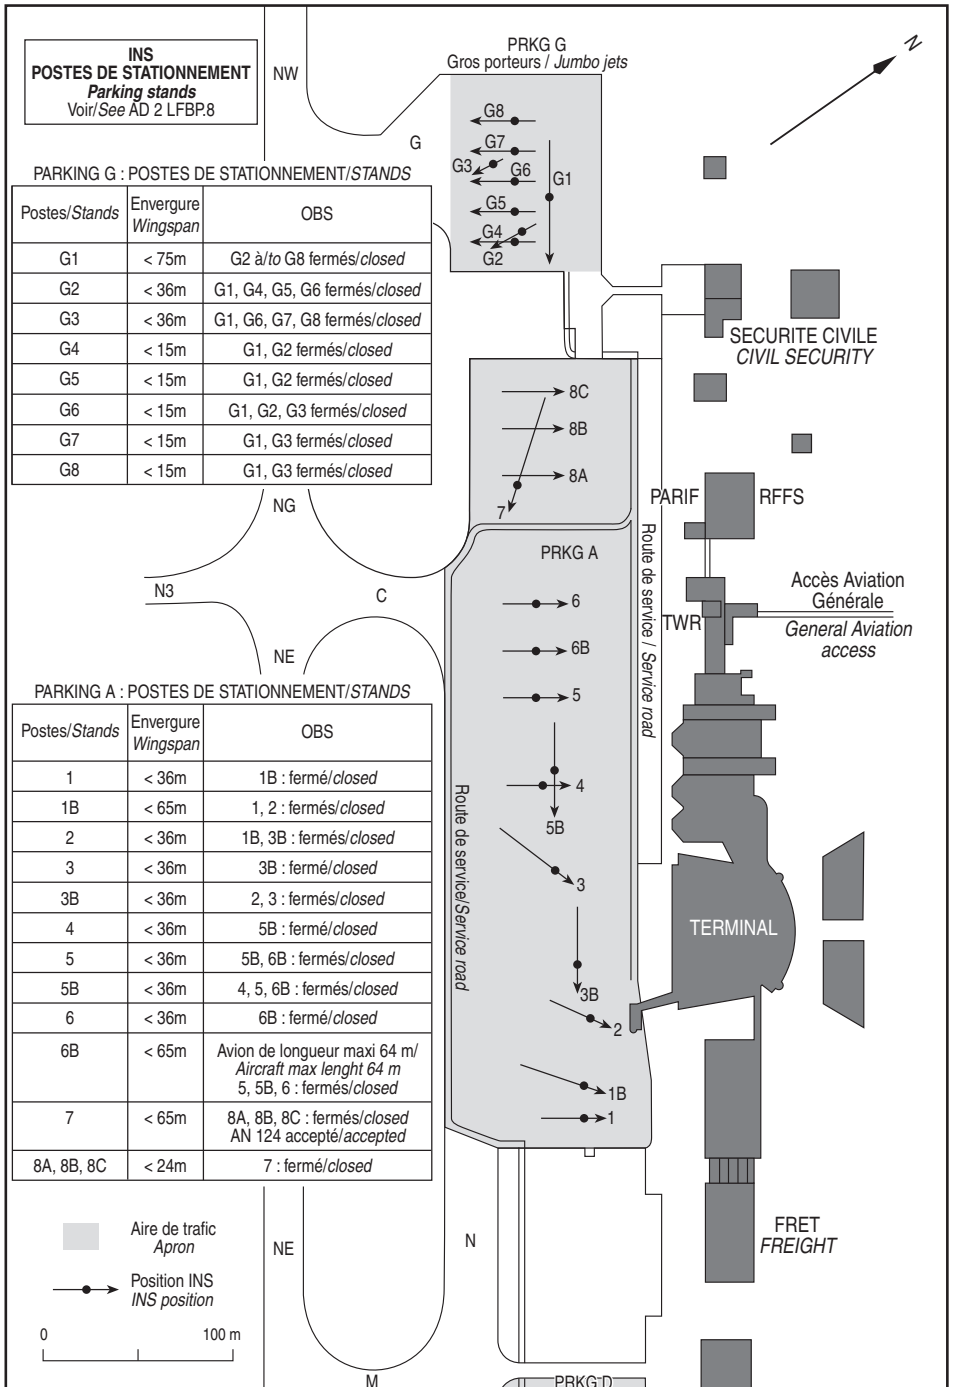 INS
POSTES DE STATIONNEMENT
Parking stands
Voir/See AD 2 LFBP.8
NW
PRKG G
Gros porteurs / Jumbo jets
N
G
G8
G7
G3
G6
G1
G5
G4
G2
PARKING G : POSTES DE STATIONNEMENT/STANDS
Postes/Stands Envergure Wingspan OBS
G1 < 75m G2 à/to G8 fermés/closed
G2 < 36m G1, G4, G5, G6 fermés/closed
G3 < 36m G1, G6, G7, G8 fermés/closed
G4 < 15m G1, G2 fermés/closed
G5 < 15m G1, G2 fermés/closed
G6 < 15m G1, G2, G3 fermés/closed
G7 < 15m G1, G3 fermés/closed
G8 < 15m G1, G3 fermés/closed
SECURITE CIVILE
CIVIL SECURITY
8C
8B
8A
7
NG
PARIF
RFFS
PRKG A
Route de service / Service road
N3
C
6
TWR
Accès Aviation
Générale
General Aviation
access
6B
NE
5
PARKING A : POSTES DE STATIONNEMENT/STANDS
Postes/Stands Envergure Wingspan OBS
1 < 36m 1B : fermé/closed
1B < 65m 1, 2 : fermés/closed
2 < 36m 1B, 3B : fermés/closed
3 < 36m 3B : fermé/closed
3B < 36m 2, 3 : fermés/closed
4 < 36m 5B : fermé/closed
5 < 36m 5B, 6B : fermés/closed
5B < 36m 4, 5, 6B : fermés/closed
6 < 36m 6B : fermé/closed
6B < 65m Avion de longueur maxi 64 m/
Aircraft max lenght 64 m
5, 5B, 6 : fermés/closed
7 < 65m 8A, 8B, 8C : fermés/closed
AN 124 accepté/accepted
8A, 8B, 8C < 24m 7 : fermé/closed
4
5B
Route de service/Service road
3
TERMINAL
3B
2
1B
1
Aire de trafic
Apron
NE
N
FRET
FREIGHT
Position INS
INS position
0 100 m
M
PRKG D